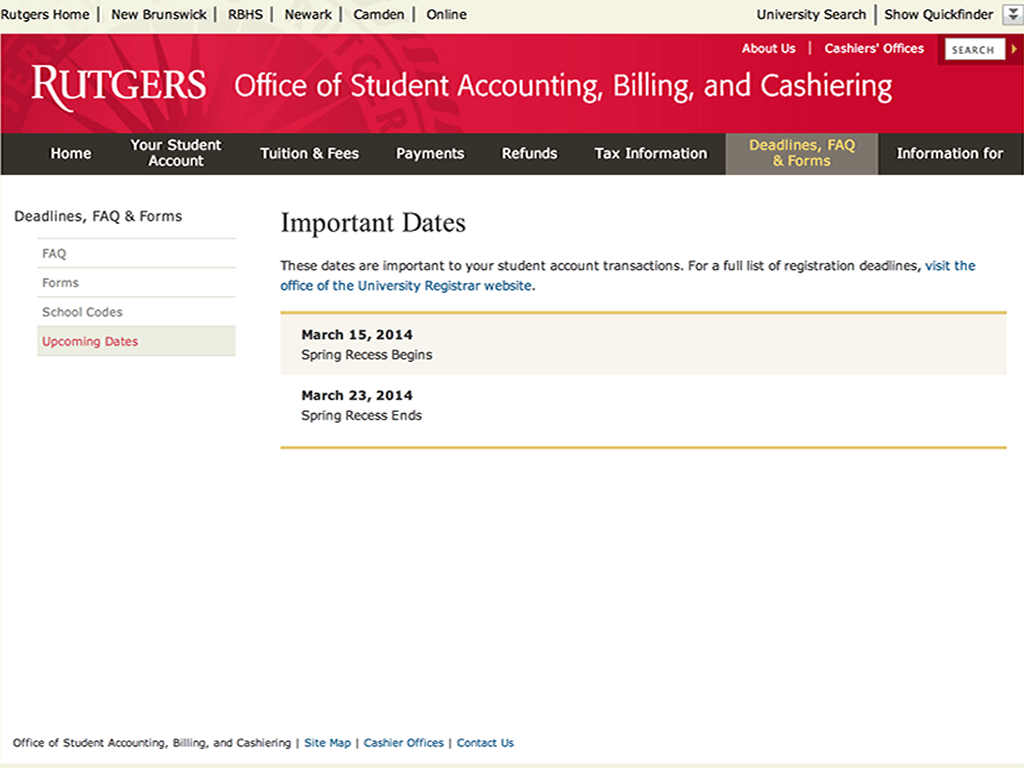 Rutgers Home | New Brunswick | RBHS | Newark | Camden | Online
University Search | Show Quickfinder
About Us | Cashiers' Offices
SEARCH
RUTGERS Office of Student Accounting, Billing, and Cashiering
Home
Your Student
Account
Tuition & Fees
Payments
Refunds
Tax Information
Deadlines, FAQ
& Forms
Information for
Deadlines, FAQ & Forms
FAQ
Forms
School Codes
Upcoming Dates
Important Dates
These dates are important to your student account transactions. For a full list of registration deadlines, visit the
office of the University Registrar website.
March 15, 2014
Spring Recess Begins
March 23, 2014
Spring Recess Ends
Office of Student Accounting, Billing, and Cashiering | Site Map | Cashier Offices | Contact Us